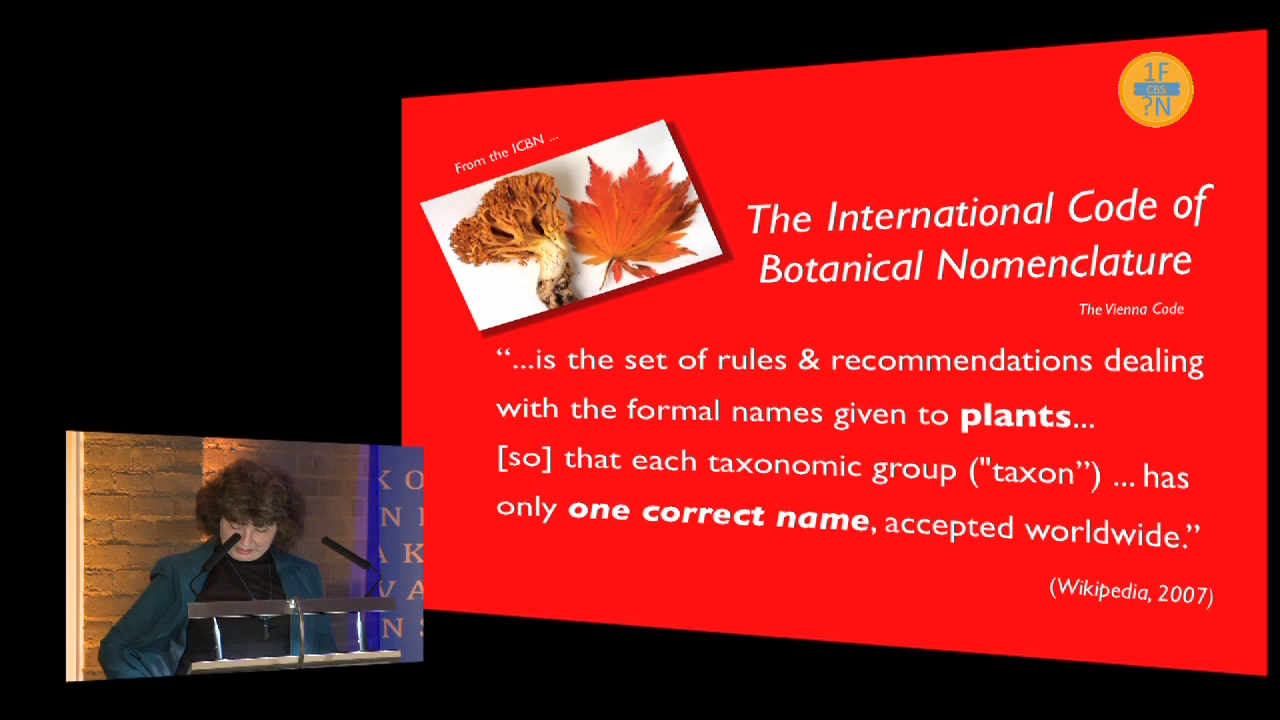 1F
CBS
?N
From the ICBN ...
The International Code of
Botanical Nomenclature
The Vienna Code
“...is the set of rules & recommendations dealing
with the formal names given to plants...
[so] that each taxonomic group ("taxon”) ... has
only one correct name, accepted worldwide.”
(Wikipedia, 2007)
K O
N
A K
V A
N S